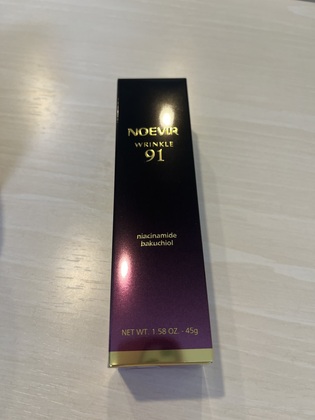 NOEVIR
WRINKLE
91
niacinamide
bakuchiol
NET WT. 1.58 OZ. - 45g